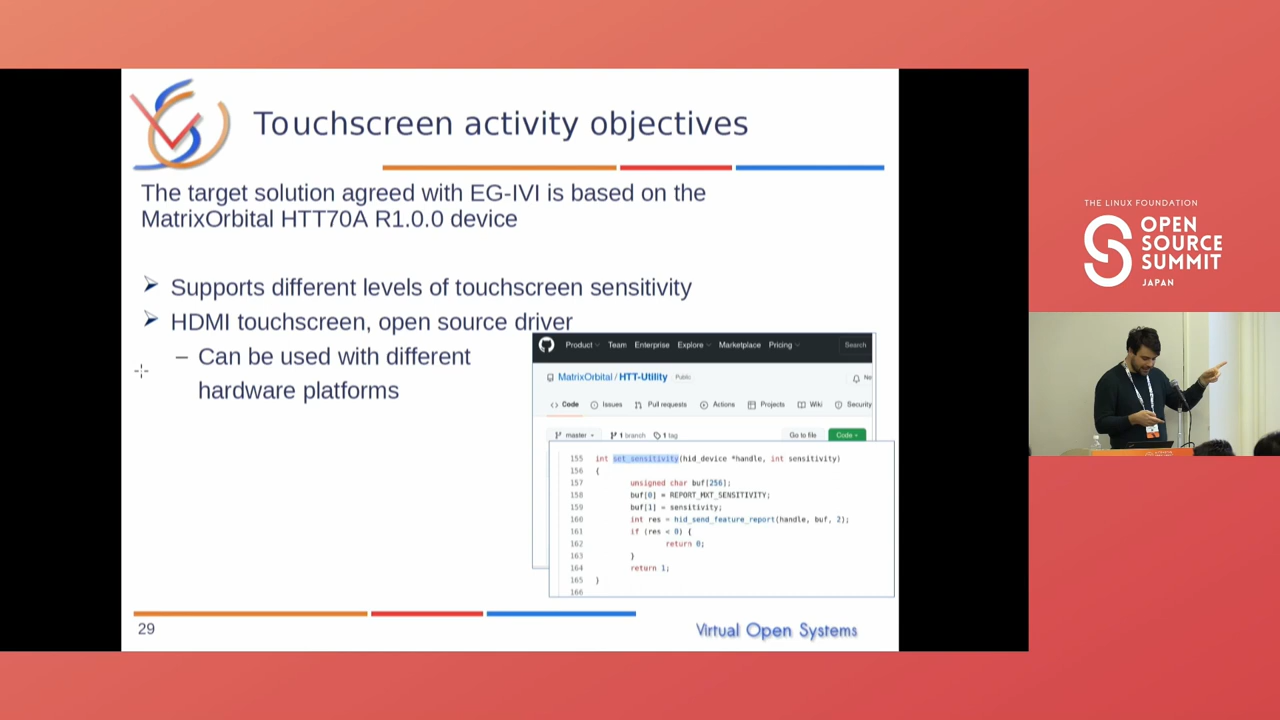 Touchscreen activity objectives
The target solution agreed with EG-IVI is based on the
MatrixOrbital HTT70A R1.0.0 device
Supports different levels of touchscreen sensitivity
HDMI touchscreen, open source driver
– Can be used with different
hardware platforms
Product Team Enterprise Explore Marketplace Pricing Search
MatrixOrbital / HTT-Utility Public
<> Code Issues Pull requests Actions Projects Wiki Security
master 1 branch 1 tag Go to file Code
155 int set_sensitivity(hid_device *handle, int sensitivity)
156 {
157 unsigned char buf[256];
158 buf[0] = REPORT_MXT_SENSITIVITY;
159 buf[1] = sensitivity;
160 int res = hid_send_feature_report(handle, buf, 2);
161 if (res < 0) {
162 return 0;
163 }
164 return 1;
165 }
166
29
Virtual Open Systems
THE LINUX FOUNDATION
OPEN
SOURCE
SUMMIT
JAPAN